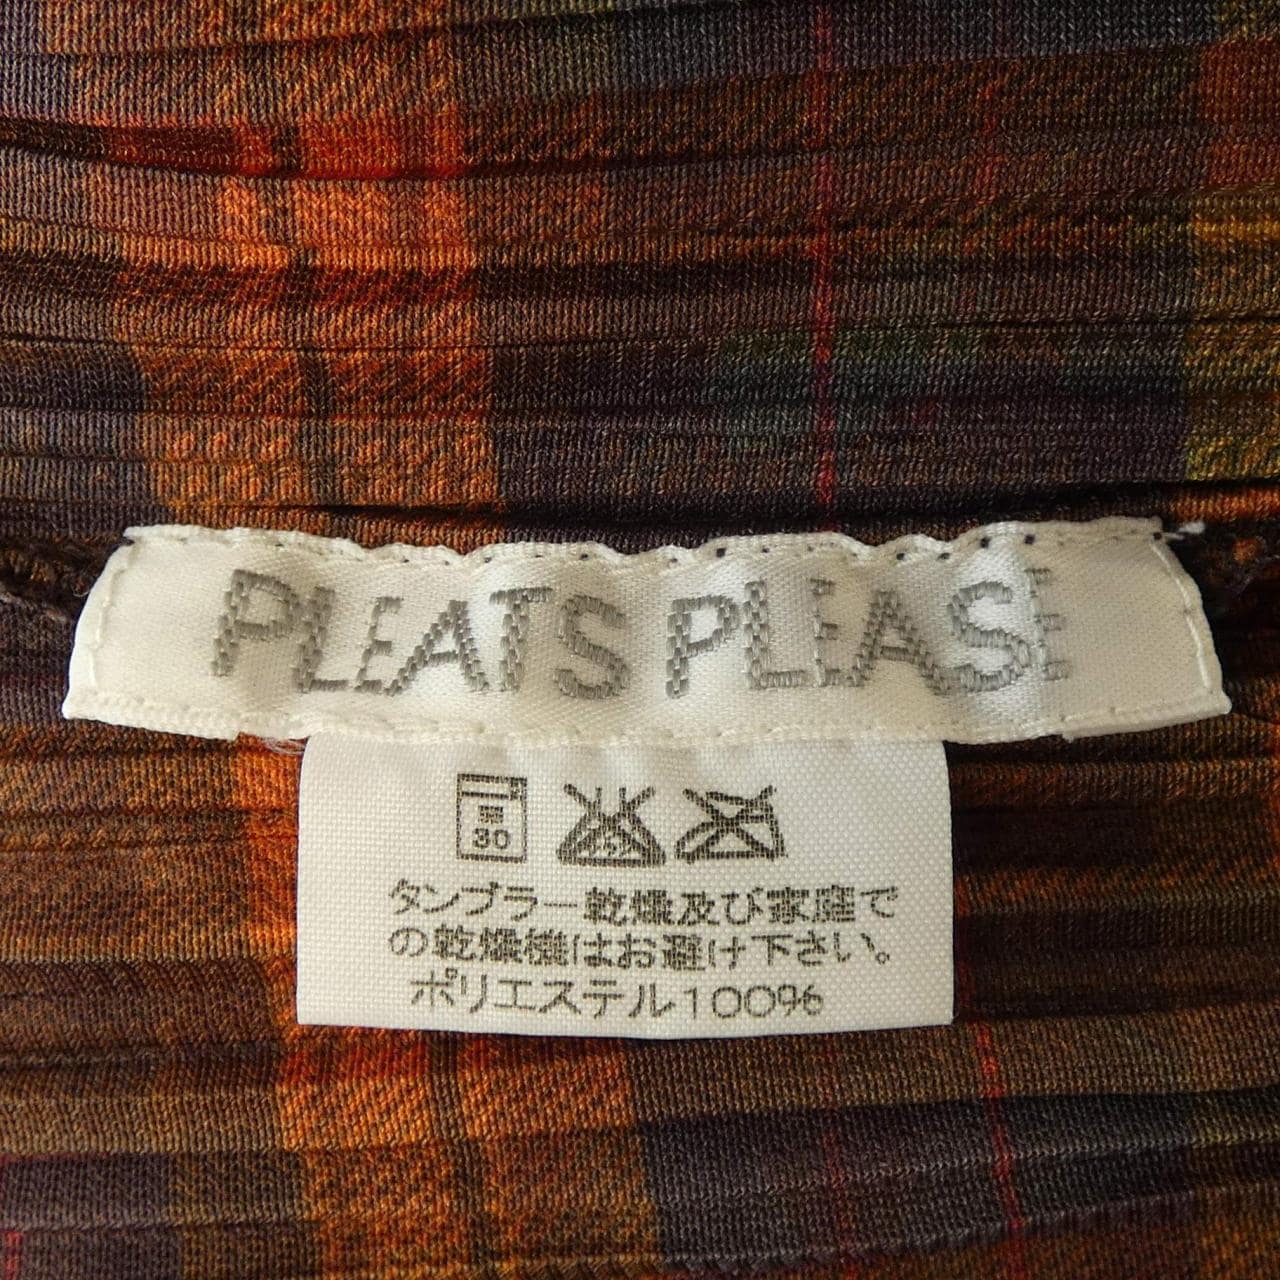 PLEATS PLEASE
弱
30
タンブラー乾燥及び家庭で
の乾燥機はお避け下さい。
ポリエステル100%